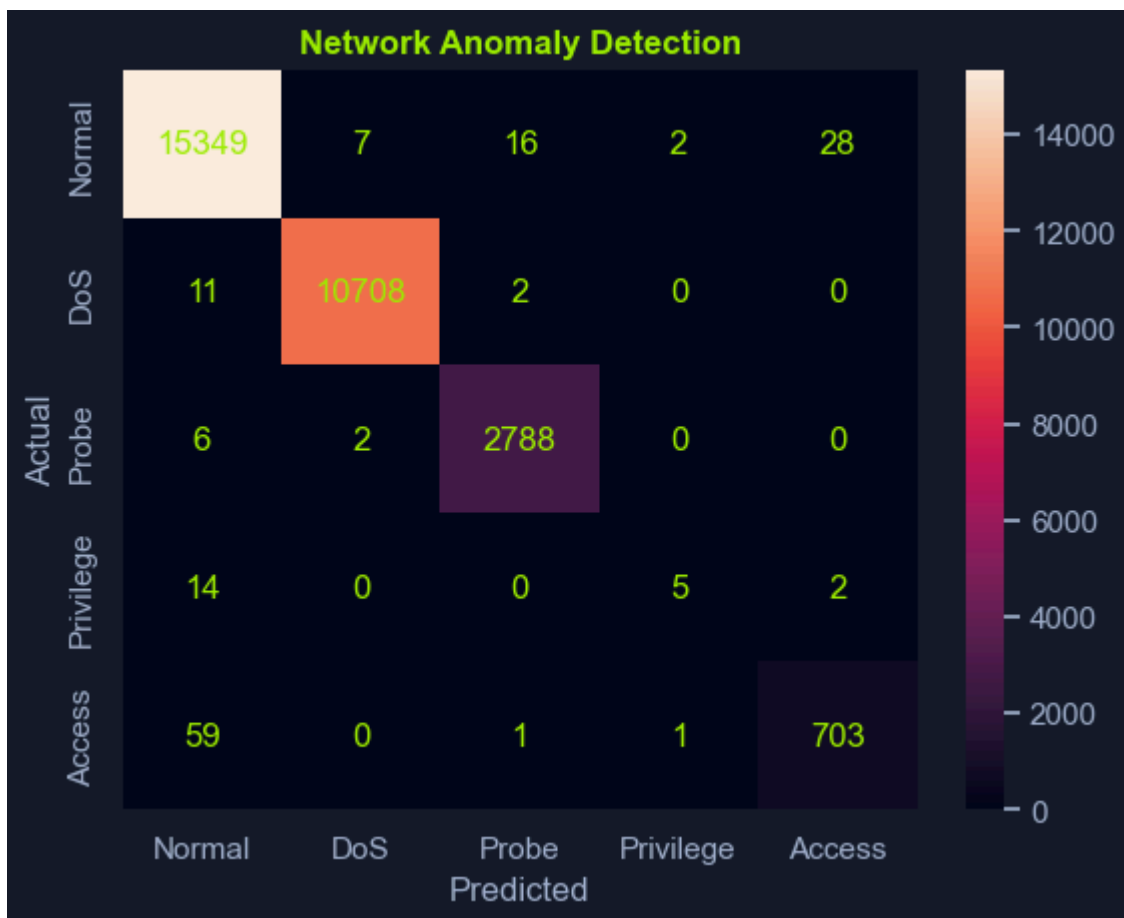 Network Anomaly Detection
Actual
Normal 15349 7 16 2 28
DoS 11 10708 2 0 0
Probe 6 2 2788 0 0
Privilege 14 0 0 5 2
Access 59 0 1 1 703
Normal DoS Probe Privilege Access
Predicted
14000
12000
10000
8000
6000
4000
2000
0